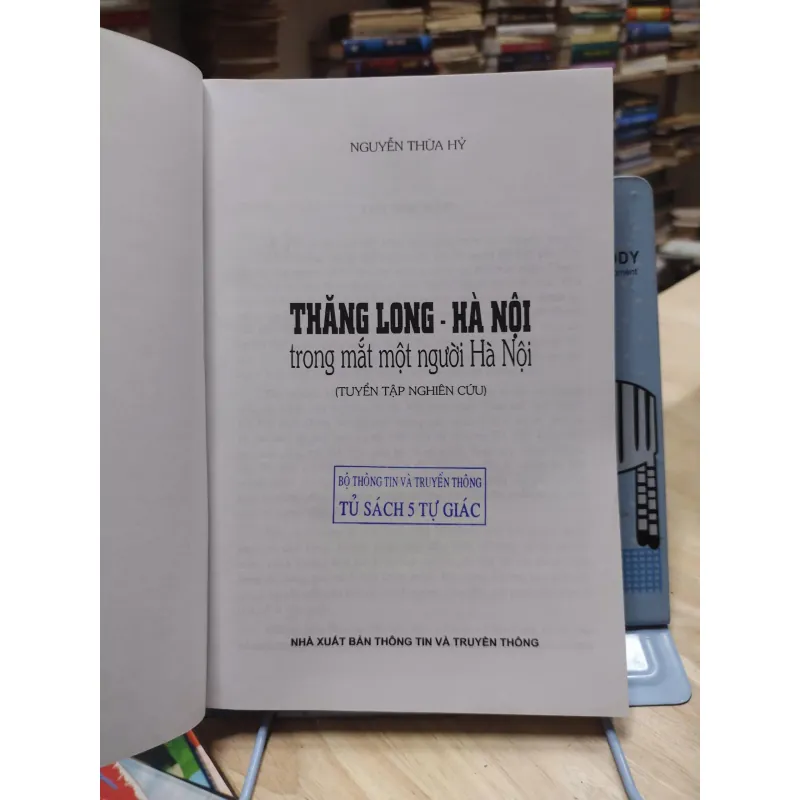 NGUYỄN THỪA HỶ
THĂNG LONG - HÀ NỘI
trong mắt một người Hà Nội
(TUYỂN TẬP NGHIÊN CỨU)
BỘ THÔNG TIN VÀ TRUYỀN THÔNG
TỦ SÁCH 5 TỰ GIÁC
NHÀ XUẤT BẢN THÔNG TIN VÀ TRUYỀN THÔNG